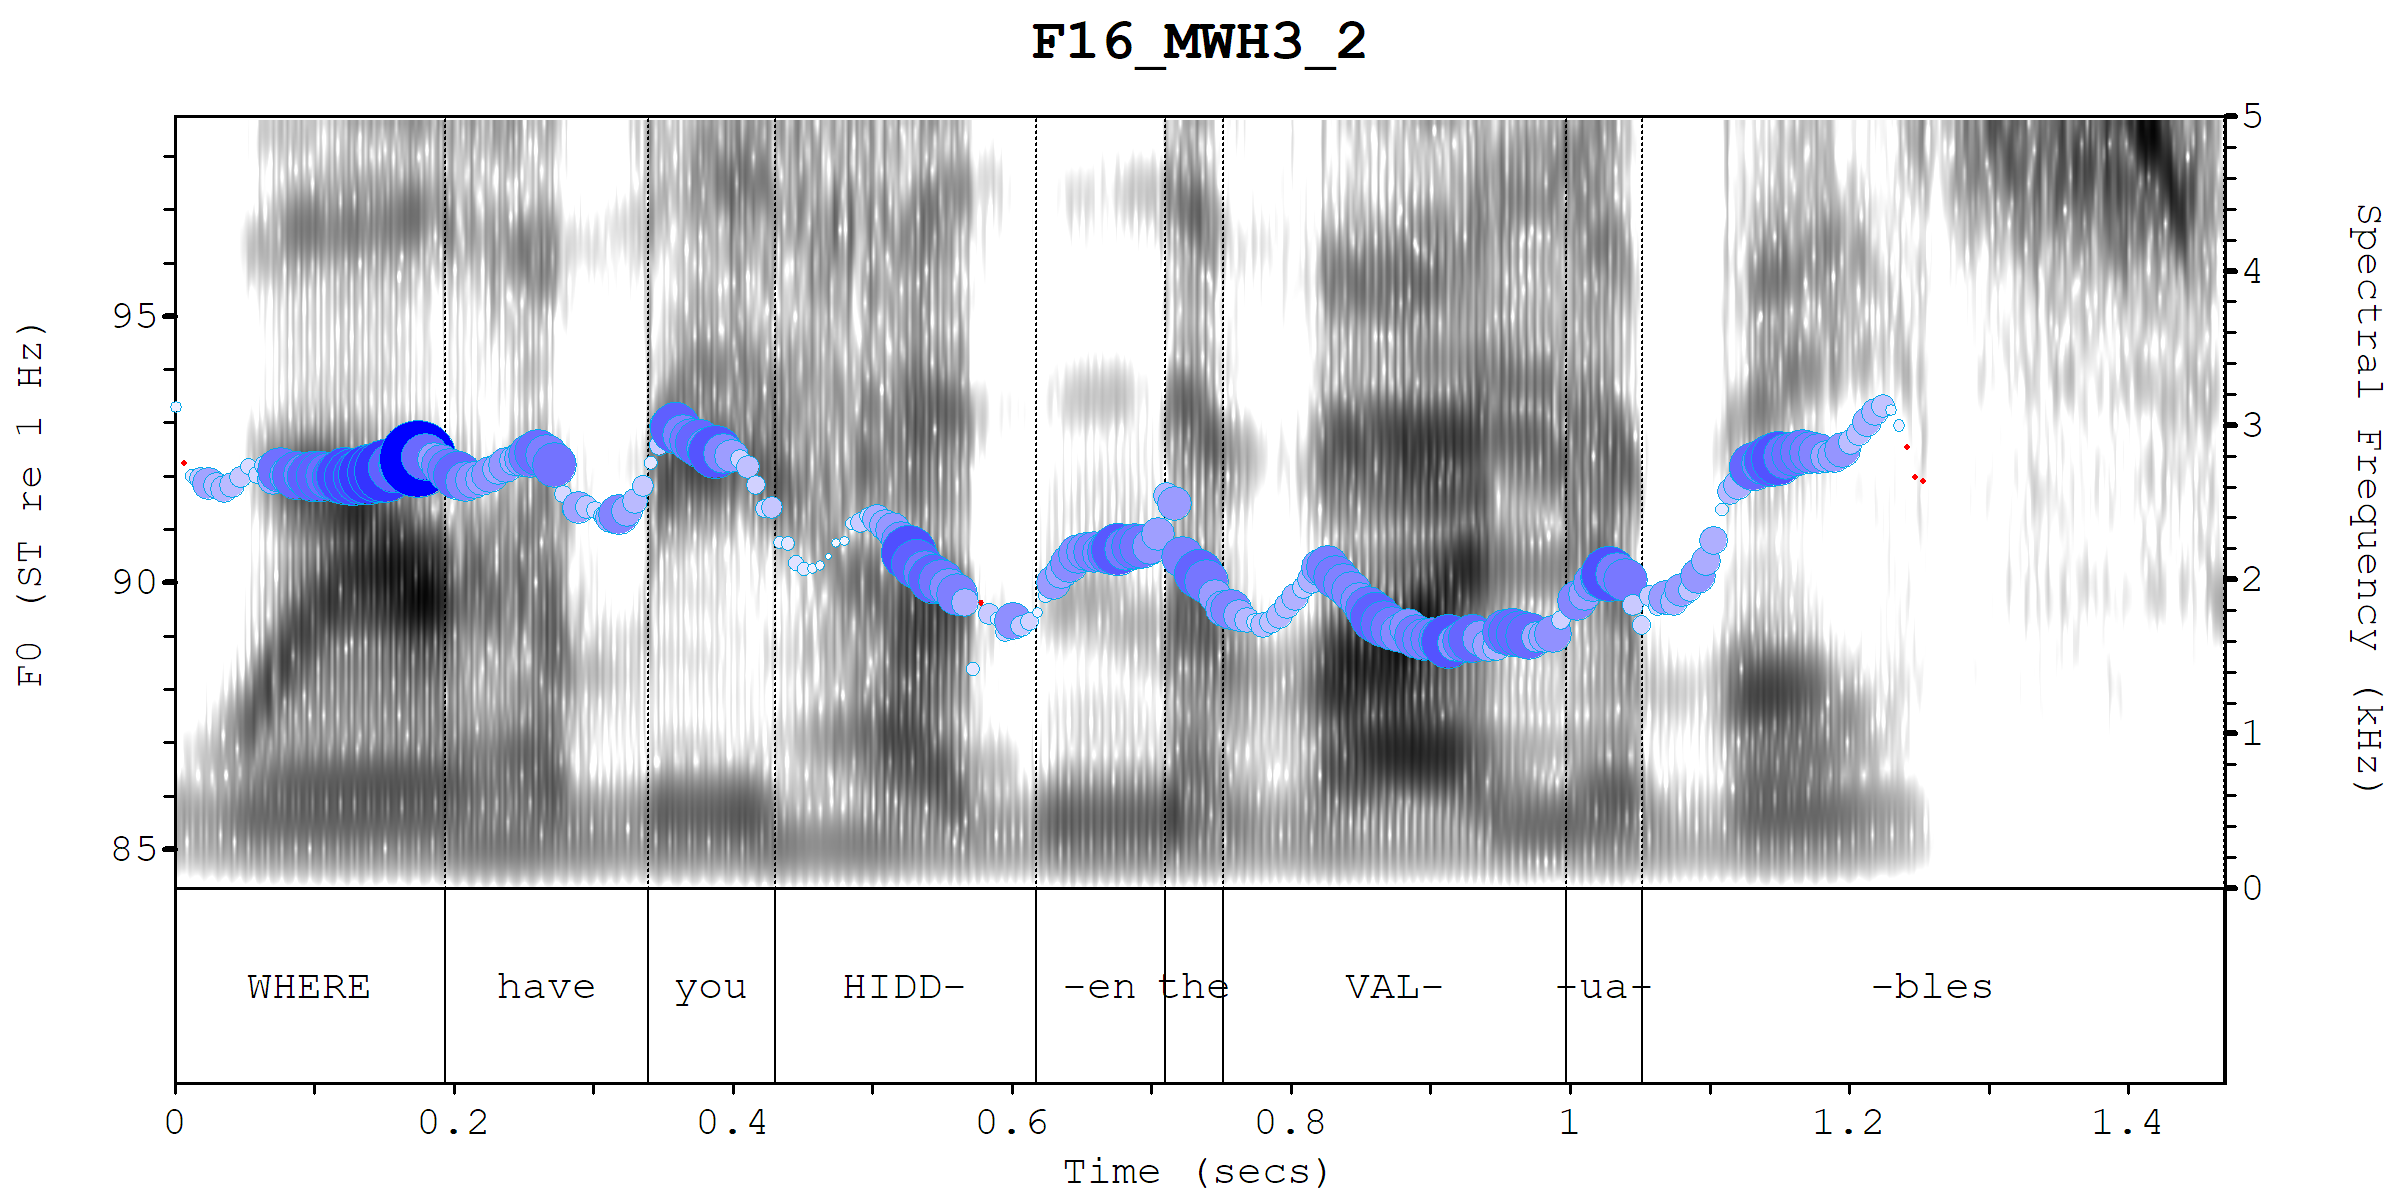 F16_MWH3_2
F0 (ST re 1 Hz)
95
90
85
5
4
3
2
1
0
Spectral Frequency (kHz)
WHERE have you HIDD- -en the VAL- -ua- -bles
0 0.2 0.4 0.6 0.8 1 1.2 1.4
Time (secs)